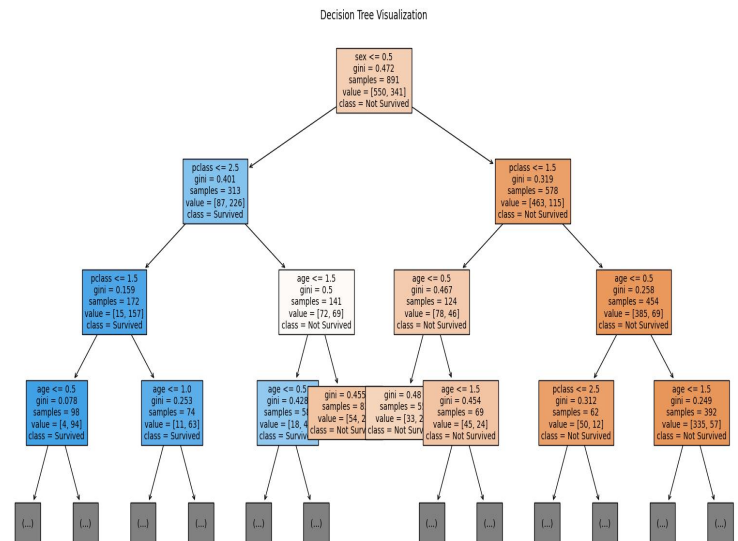 Decision Tree Visualization
sex <= 0.5
gini = 0.472
samples = 891
value = [550, 341]
class = Not Survived
pclass <= 2.5
gini = 0.401
samples = 313
value = [87, 226]
class = Survived
pclass <= 1.5
gini = 0.319
samples = 578
value = [463, 115]
class = Not Survived
pclass <= 1.5
gini = 0.159
samples = 172
value = [15, 157]
class = Survived
age <= 1.5
gini = 0.5
samples = 141
value = [72, 69]
class = Not Survived
age <= 0.5
gini = 0.467
samples = 124
value = [78, 46]
class = Not Survived
age <= 0.5
gini = 0.258
samples = 454
value = [385, 69]
class = Not Survived
age <= 0.5
gini = 0.078
samples = 98
value = [4, 94]
class = Survived
age <= 1.0
gini = 0.253
samples = 74
value = [11, 63]
class = Survived
age <= 0.5
gini = 0.428
samples =
value =
class =
gini = 0.455
samples =
value = [54,
class = Not
gini =
samples =
value = [33,
class = Not
age <= 1.5
gini = 0.454
samples = 69
value = [45, 24]
class = Not Survived
pclass <= 2.5
gini = 0.312
samples = 62
value = [50, 12]
class = Not Survived
age <= 1.5
gini = 0.249
samples = 392
value = [335, 57]
class = Not Survived
(...)
(...)
(...)
(...)
(...)
(...)
(...)
(...)
(...)
(...)
(...)
(...)